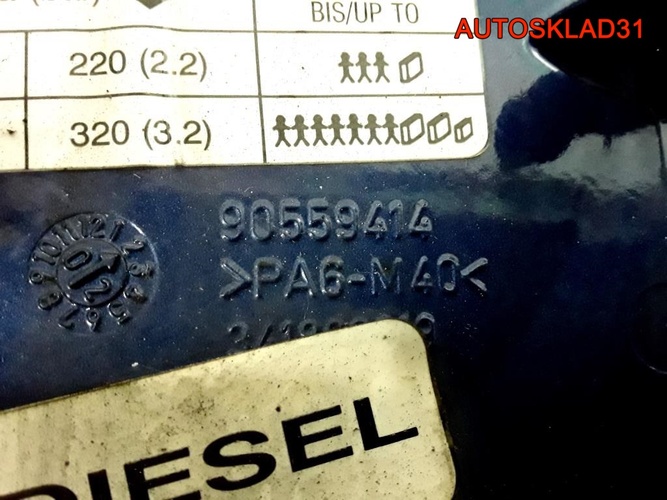 AUTOSKLAD31
BIS/UP TO
220 (2.2)
320 (3.2)
90559414
>PA6-M40<
DIESEL